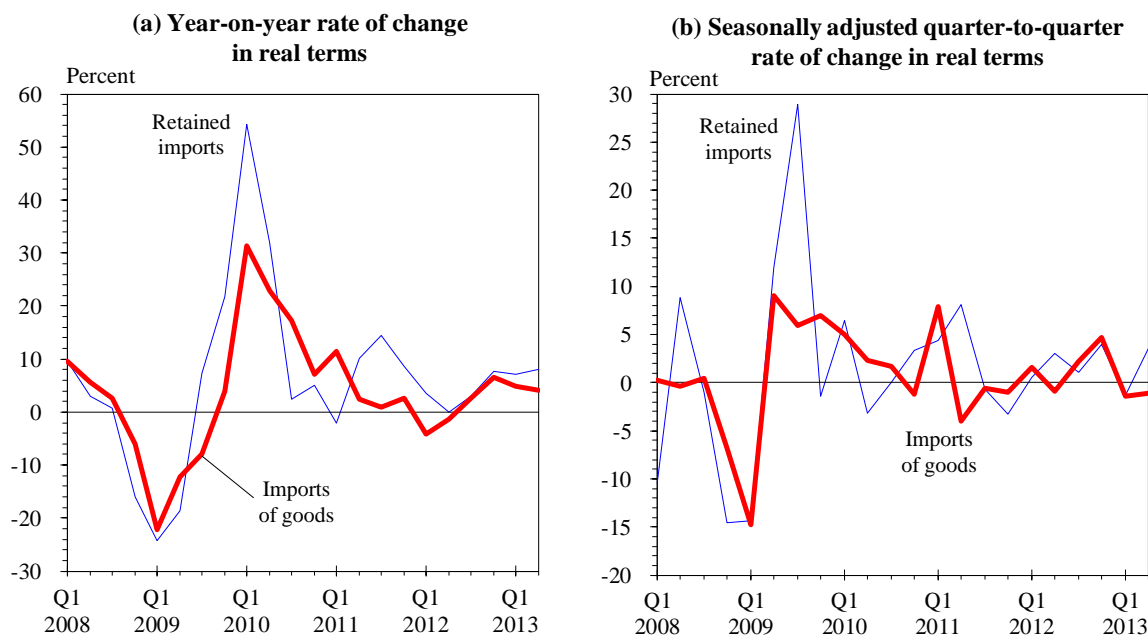 (a) Year-on-year rate of change
in real terms
Percent
60
50
40
30
20
10
0
-10
-20
-30
Retained
imports
Imports
of goods
Q1
2008
Q1
2009
Q1
2010
Q1
2011
Q1
2012
Q1
2013
(b) Seasonally adjusted quarter-to-quarter
rate of change in real terms
Percent
30
25
20
15
10
5
0
-5
-10
-15
-20
Retained
imports
Imports
of goods
Q1
2008
Q1
2009
Q1
2010
Q1
2011
Q1
2012
Q1
2013